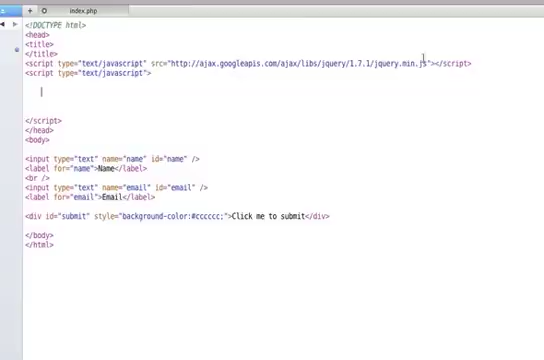 index.php
<!DOCTYPE html>
<head>
<title>
</title>
<script type="text/javascript" src="http://ajax.googleapis.com/ajax/libs/jquery/1.7.1/jquery.min.js"></script>
<script type="text/javascript">
</script>
</head>
<body>
<input type="text" name="name" id="name" />
<label for="name">Name</label>
<br />
<input type="text" name="email" id="email" />
<label for="email">Email</label>
<div id="submit" style="background-color:#cccccc;">Click me to submit</div>
</body>
</html>